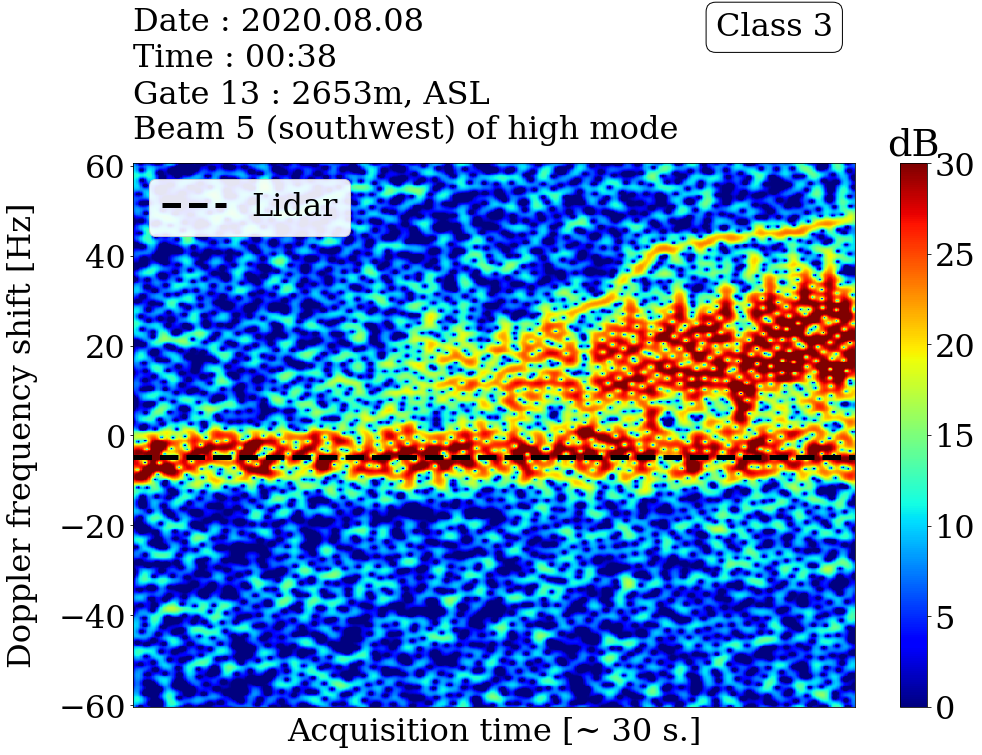 Date : 2020.08.08
Class 3
Time : 00:38
Gate 13 : 2653m, ASL
Beam 5 (southwest) of high mode
dB
60
40
20
0
−20
−40
−60
Doppler frequency shift [Hz]
Lidar
30
25
20
15
10
5
0
Acquisition time [~ 30 s.]